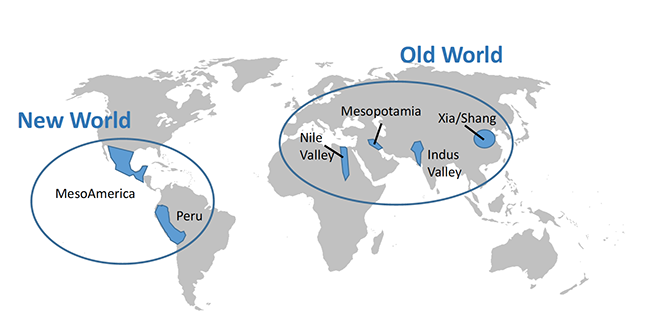 Old World
New World
Mesopotamia
Xia/Shang
Nile
Valley
Indus
Valley
MesoAmerica
Peru